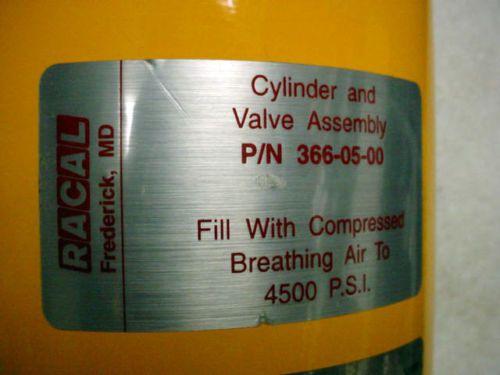 RACAL
Frederick, MD
Cylinder and
Valve Assembly
P/N 366-05-00
Fill With Compressed
Breathing Air To
4500 P.S.I.